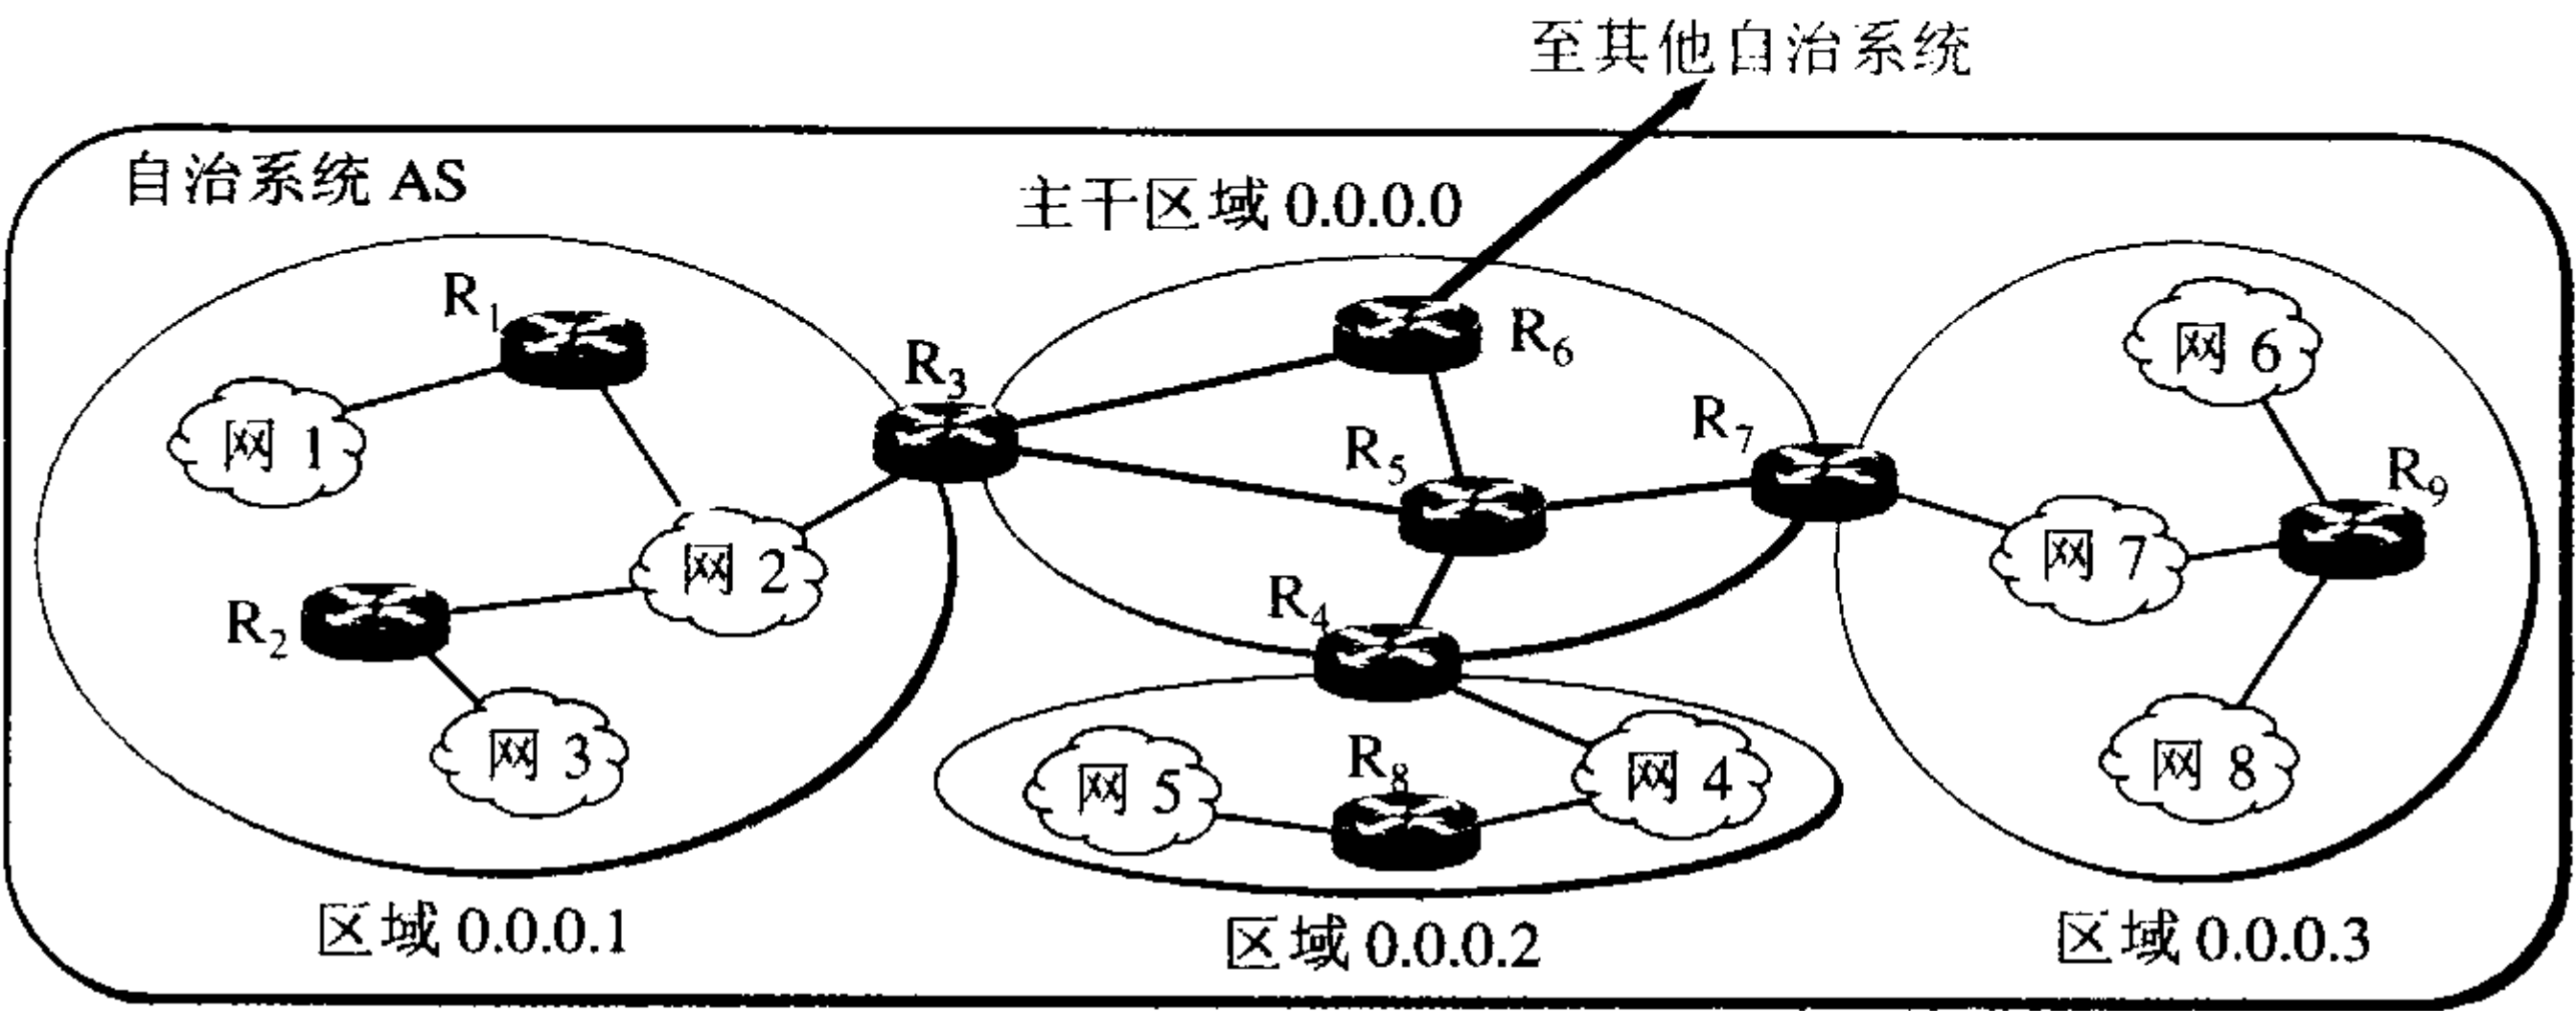 至其他自治系统
自治系统 AS
主干区域 0.0.0.0
R1
R3
R6
网 6
网 1
R5
R7
R9
网 2
网 7
R2
R4
网 3
网 5
R8
网 4
网 8
区域 0.0.0.1
区域 0.0.0.2
区域 0.0.0.3